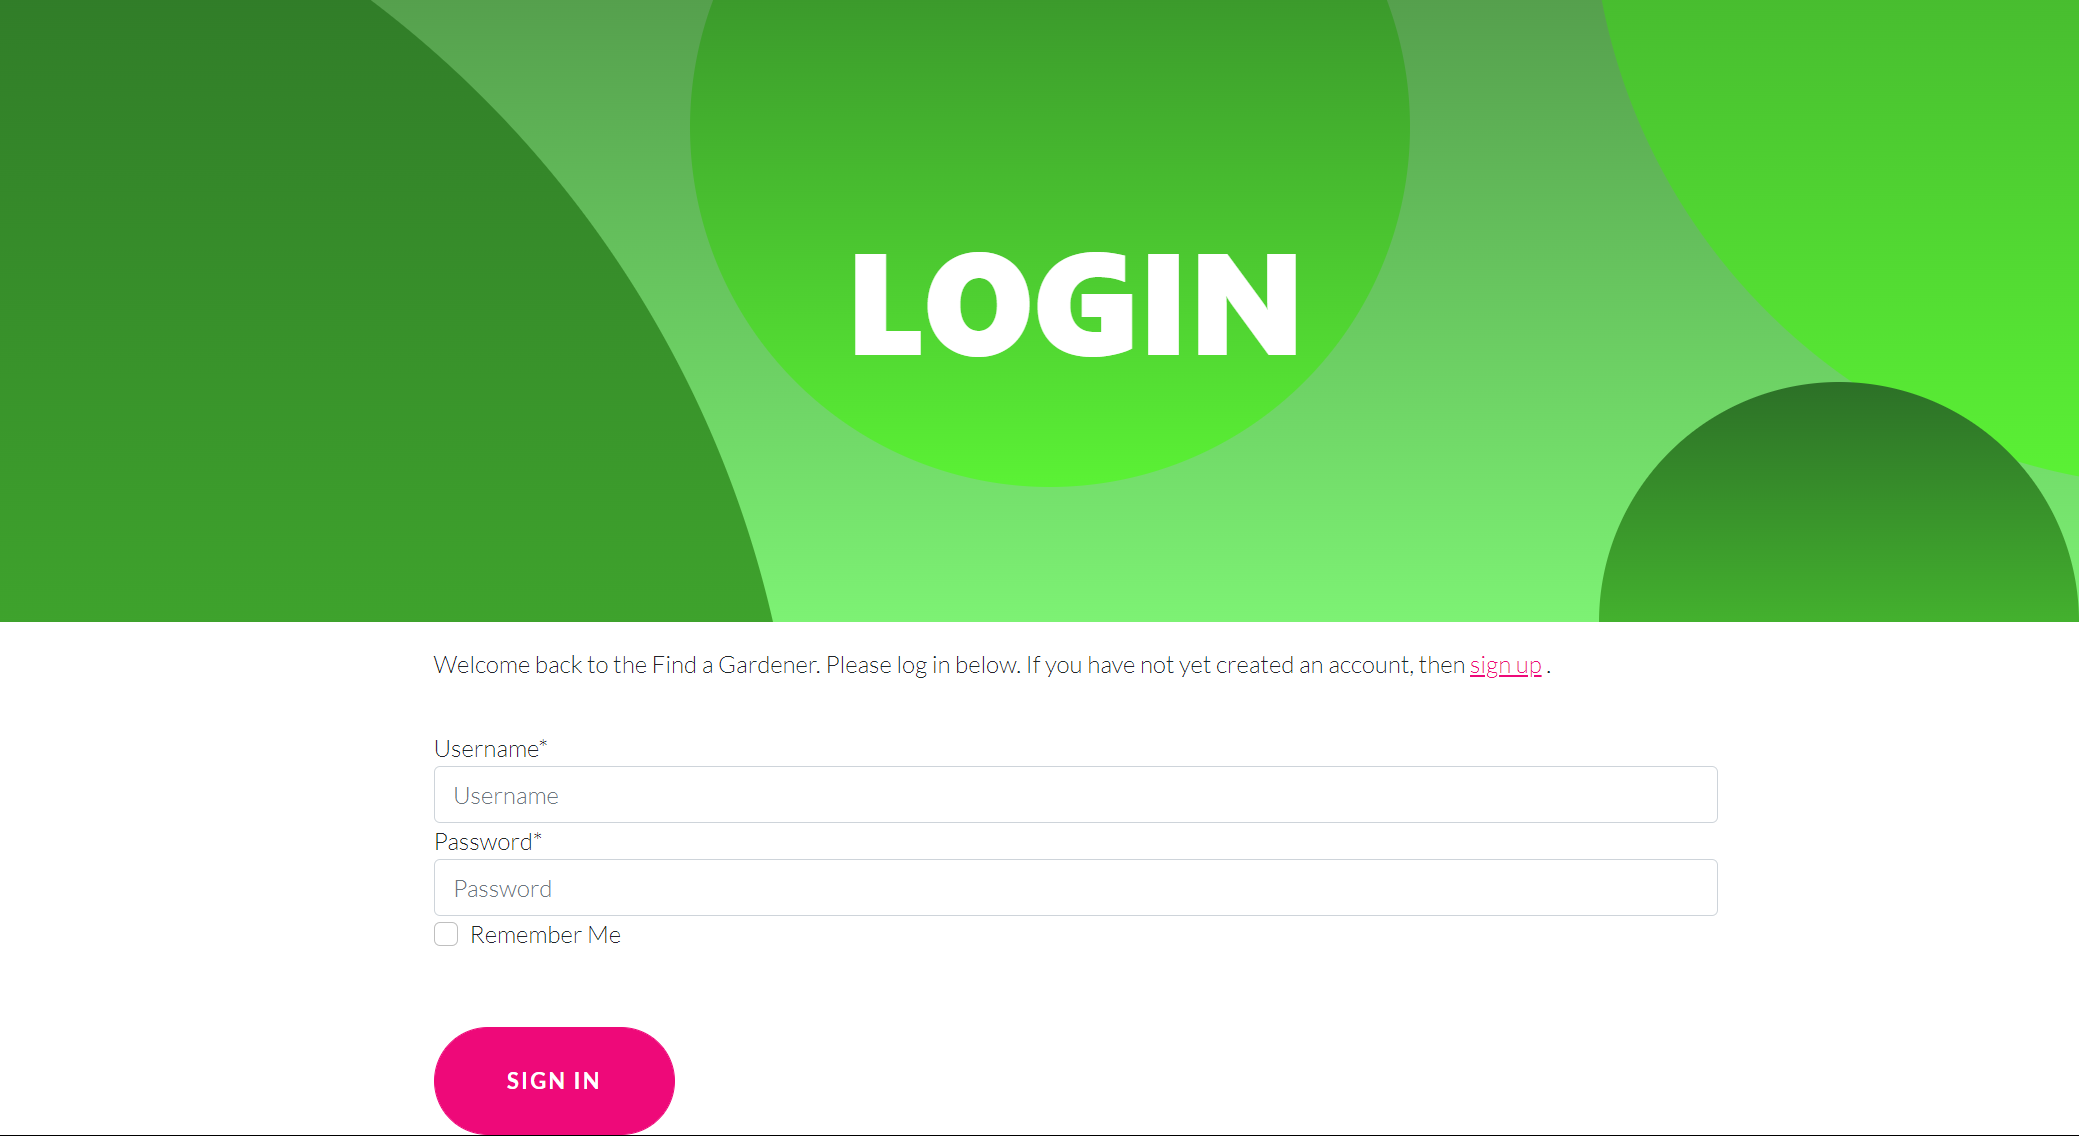 LOGIN
Welcome back to the Find a Gardener. Please log in below. If you have not yet created an account, then sign up .
Username*
Username
Password*
Password
Remember Me
SIGN IN